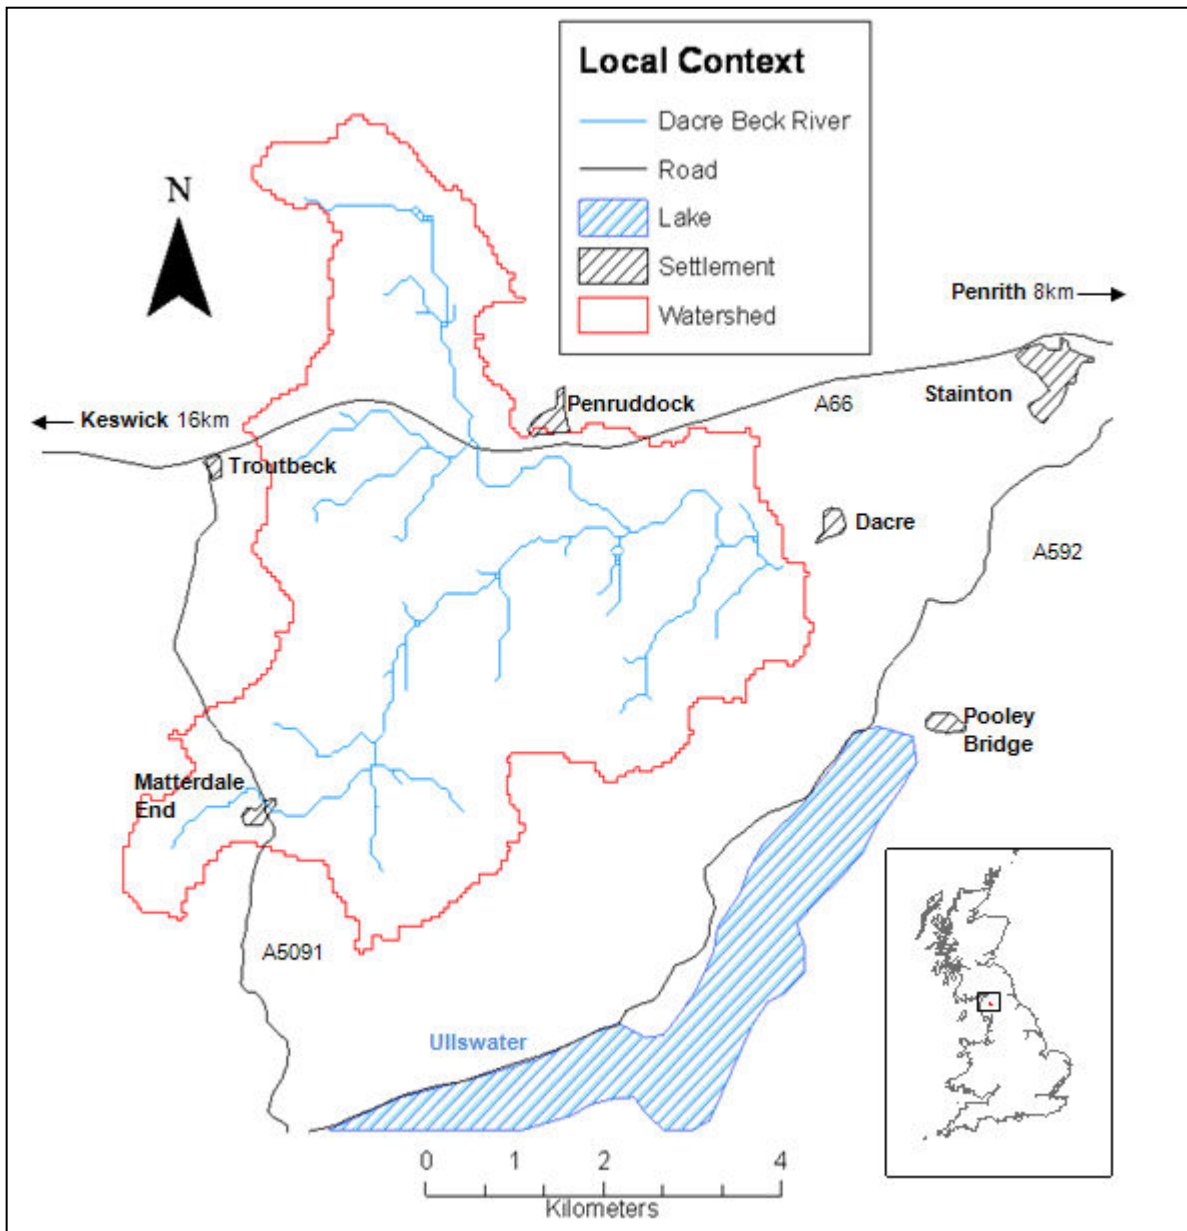 Local Context
Dacre Beck River
Road
Lake
Settlement
Watershed
N
Penrith 8km
Stainton
A66
Penruddock
Keswick 16km
Troutbeck
Dacre
A592
Pooley
Bridge
Matterdale
End
A5091
Ullswater
0 1 2 4
Kilometers